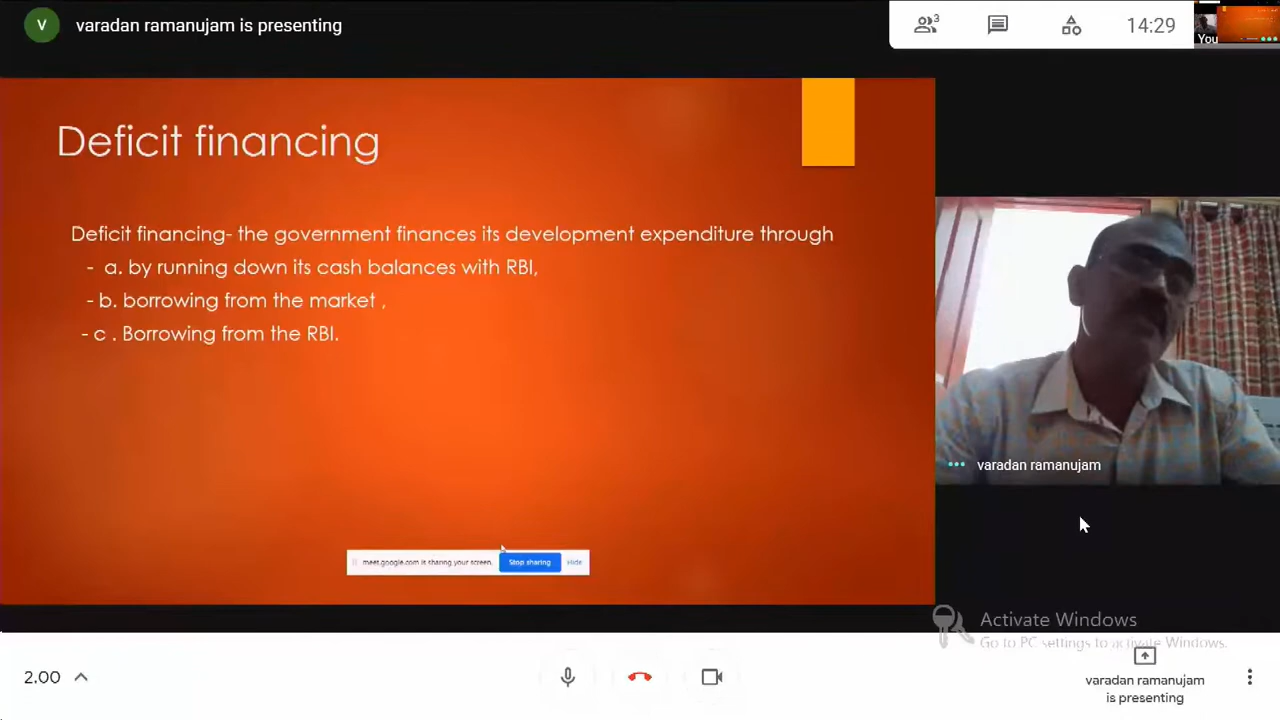 V
varadan ramanujam is presenting
3
14:29
You
Deficit financing
Deficit financing- the government finances its development expenditure through
- a. by running down its cash balances with RBI,
- b. borrowing from the market ,
- c . Borrowing from the RBI.
varadan ramanujam
meet.google.com is sharing your screen.
Stop sharing
Hide
Activate Windows
Go to PC settings to activate Windows.
2.00
varadan ramanujam
is presenting